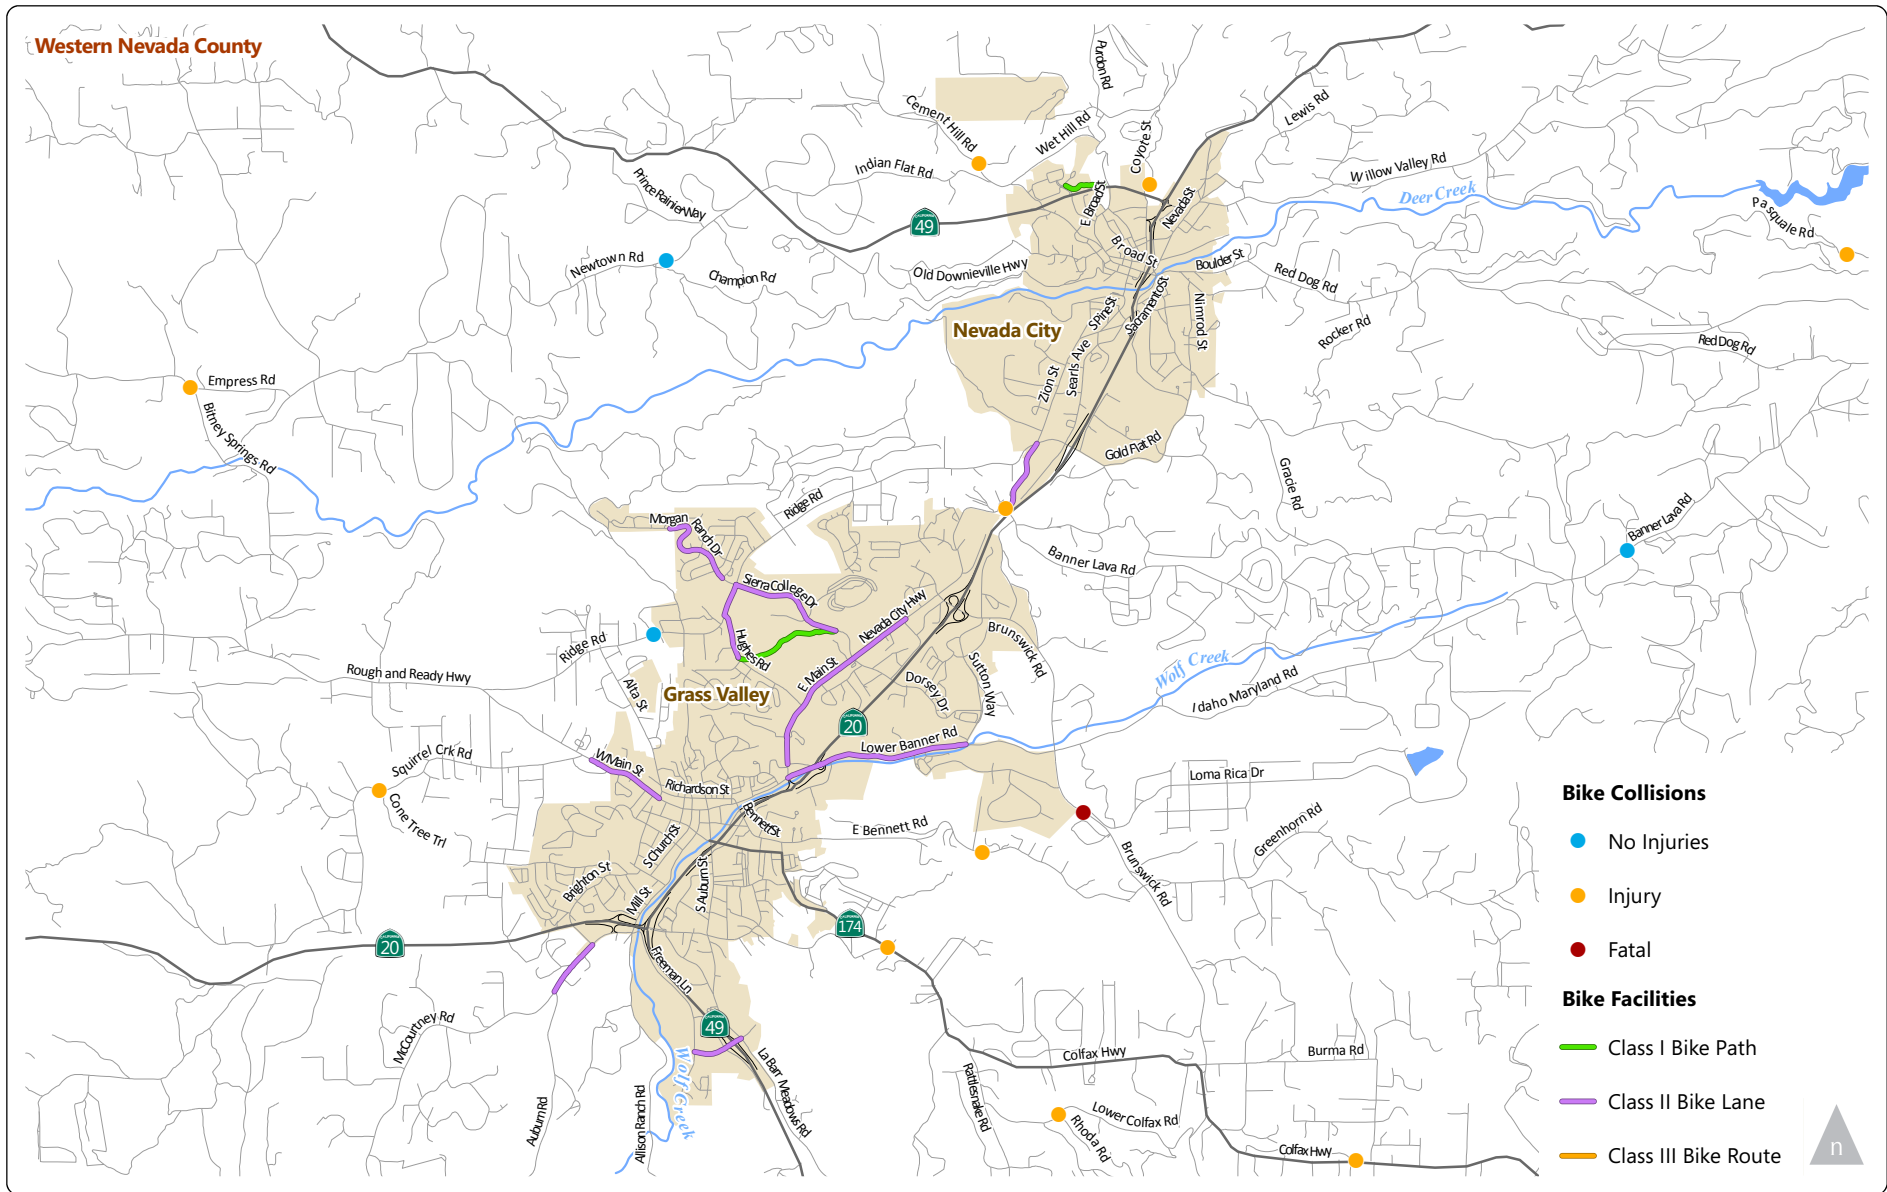 Western Nevada County
Purdon Rd
Cement Hill Rd
Wet Hill Rd
Coyote St
Lewis Rd
Indian Flat Rd
Willow Valley Rd
Prince Rainier Way
Deer Creek
Nevada St
E Broad St
CALIFORNIA
49
Pasquale Rd
Broad St
Boulder St
Newtown Rd
Champion Rd
Old Downieville Hwy
Red Dog Rd
Sacramento St
S Pine St
Nimrod St
Nevada City
Rocker Rd
Red Dog Rd
Empress Rd
Zion St
Searls Ave
Bitney Springs Rd
Gold Flat Rd
Gracie Rd
Ridge Rd
Morgan
Ranch Dr
Banner Lava Rd
Banner Lava Rd
Sierra College Dr
Nevada City Hwy
Hughes Rd
Ridge Rd
Brunswick Rd
Sutton Way
Wolf Creek
Rough and Ready Hwy
E Main St
Dorsey Dr
Alta St
Grass Valley
Idaho Maryland Rd
CALIFORNIA
20
Lower Banner Rd
Squirrel Crk Rd
W Main St
Richardson St
Loma Rica Dr
Cone Tree Trl
Bennett St
E Bennett Rd
Greenhorn Rd
S Church St
Brunswick Rd
Brighton St
S Auburn St
Mill St
CALIFORNIA
174
CALIFORNIA
20
Freeman Ln
CALIFORNIA
49
McCourtney Rd
Wolf Creek
La Barr Meadows Rd
Colfax Hwy
Burma Rd
Rattlesnake Rd
Auburn Rd
Allison Ranch Rd
Lower Colfax Rd
Rhoda Rd
Colfax Hwy
Bike Collisions
No Injuries
Injury
Fatal
Bike Facilities
Class I Bike Path
Class II Bike Lane
Class III Bike Route
n